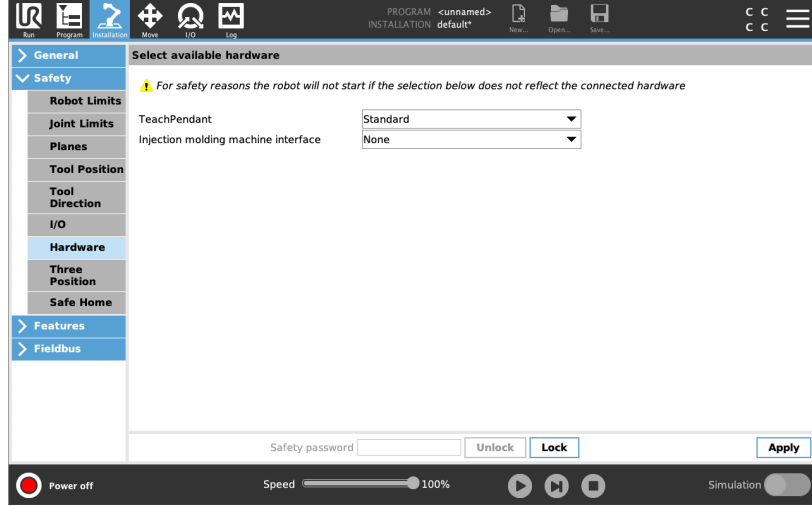 UR
Run
Program
Installation
Move
I/O
Log
PROGRAM <unnamed>
INSTALLATION default*
New...
Open...
Save...
C C
C C
General
Safety
Robot Limits
Joint Limits
Planes
Tool Position
Tool
Direction
I/O
Hardware
Three
Position
Safe Home
Features
Fieldbus
Select available hardware
For safety reasons the robot will not start if the selection below does not reflect the connected hardware
TeachPendant Standard
Injection molding machine interface None
Safety password Unlock Lock Apply
Power off Speed 100% Simulation